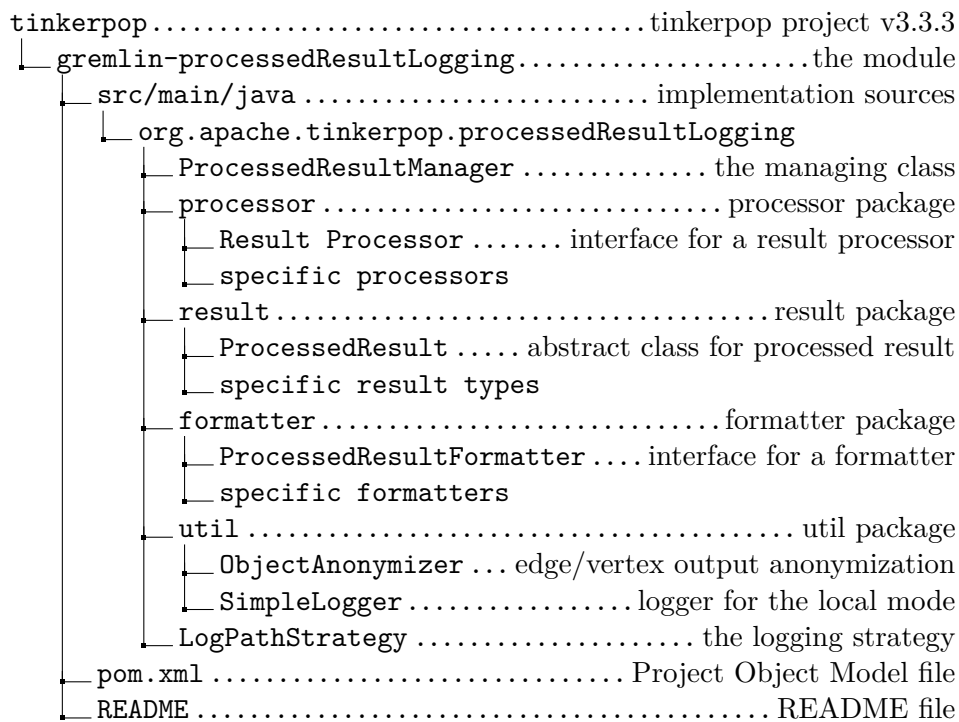 tinkerpop......................................tinkerpop project v3.3.3
gremlin-processedResultLogging......................the module
src/main/java...........................implementation sources
org.apache.tinkerpop.processedResultLogging
ProcessedResultManager..............the managing class
processor...............................processor package
Result Processor.......interface for a result processor
specific processors
result......................................result package
ProcessedResult.....abstract class for processed result
specific result types
formatter...............................formatter package
ProcessedResultFormatter....interface for a formatter
specific formatters
util..........................................util package
ObjectAnonymizer...edge/vertex output anonymization
SimpleLogger.................logger for the local mode
LogPathStrategy......................the logging strategy
pom.xml..................................Project Object Model file
README............................................README file